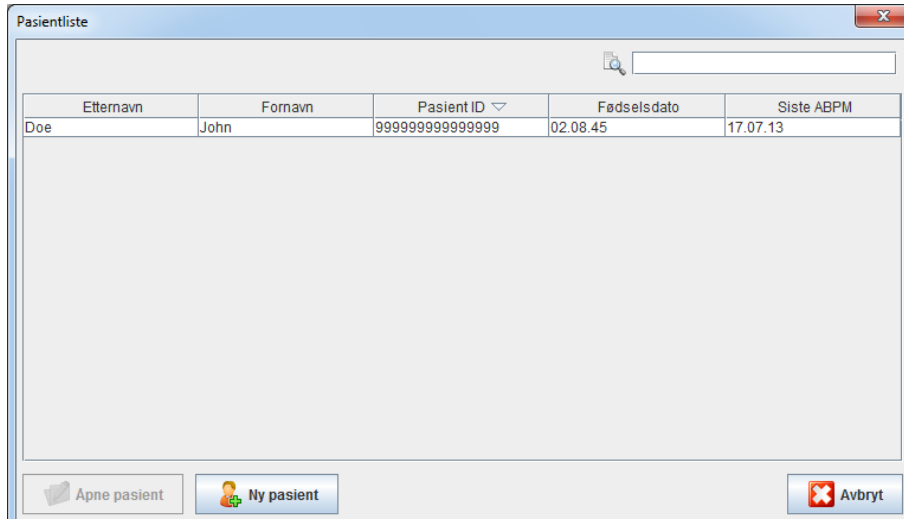 Pasientliste
Etternavn Fornavn Pasient ID Fødselsdato Siste ABPM
Doe John 999999999999999 02.08.45 17.07.13
Apne pasient Ny pasient Avbryt